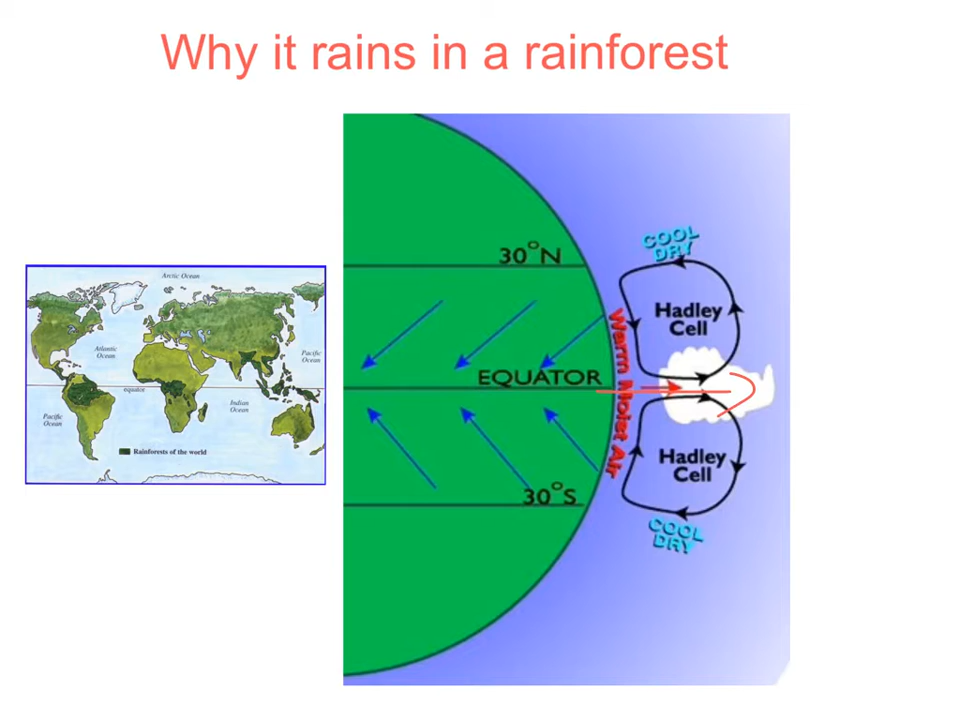 Why it rains in a rainforest
Arctic Ocean
Atlantic
Ocean
Pacific
Ocean
equator
Indian
Ocean
Pacific
Ocean
Rainforests of the world
30°N
EQUATOR
30°S
COOL
DRY
Hadley
Cell
Warm Moist Air
Hadley
Cell
COOL
DRY